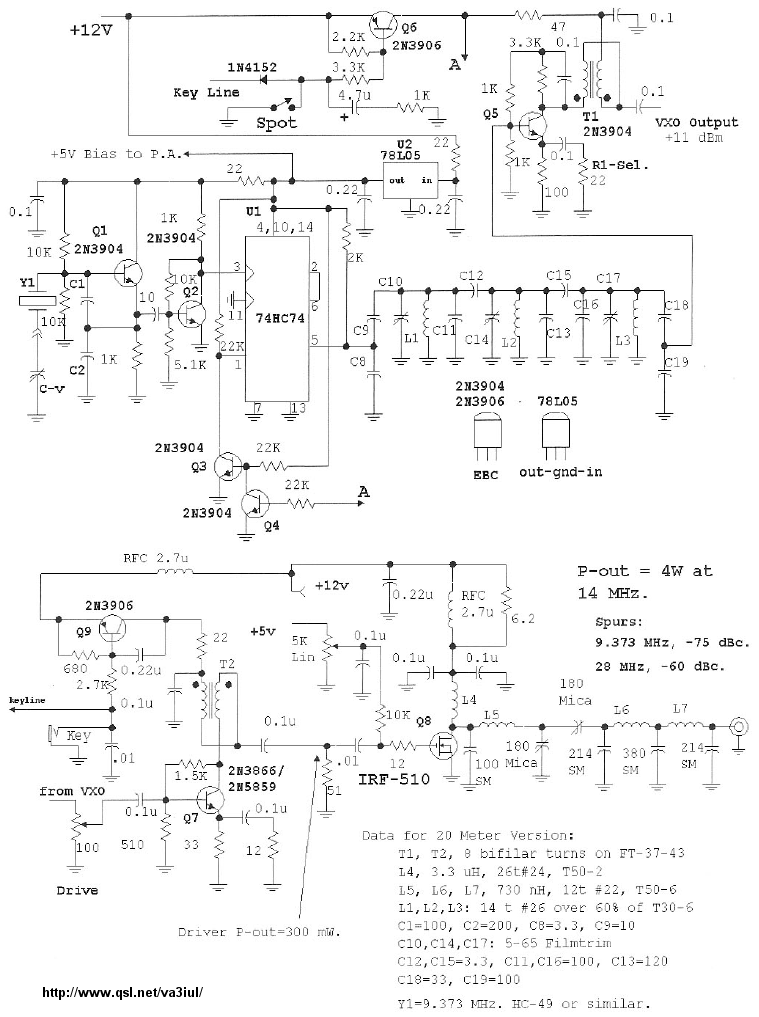 +12V
Q6
2N3906
2.2K
47
0.1
1N4152
3.3K
A
3.3K
0.1
Key Line
4.7u
+
1K
1K
Q5
T1
2N3904
0.1
VXO Output
+11 dBm
Spot
U2
78L05
22
+5V Bias to P.A.
out in
1K
0.1
R1-Sel.
22
100
22
0.1
0.22
0.22
U1
4,10,14
Q1
2N3904
1K
2N3904
10K
2K
Y1
C1
10K
3
2
10K
10
Q2
11
6
74HC74
C10
C12
C15
C17
C9
L1
C11
C14
L2
C13
C16
L3
C18
C2
1K
5.1K
22K
1
5
C8
C19
C-v
7
13
2N3904
2N3906
78L05
EBC
out-gnd-in
2N3904
Q3
22K
22K
A
2N3904
Q4
RFC 2.7u
+12v
0.22u
RFC
2.7u
6.2
P-out = 4W at
14 MHz.
Spurs:
9.373 MHz, -75 dBc.
28 MHz, -60 dBc.
2N3906
Q9
22
+5v
5K
Lin
0.1u
680
0.22u
T2
0.1u
0.1u
2.7K
keyline
0.1u
L4
180
Mica
L5
L6
L7
Key
.01
0.1u
10K
Q8
.01
12
IRF-510
100
SM
180
Mica
214
SM
380
SM
214
SM
1.5K
2N3866/
2N5859
51
from VXO
0.1u
Q7
0.1u
100
510
33
12
Drive
Driver P-out=300 mW.
Data for 20 Meter Version:
T1, T2, 8 bifilar turns on FT-37-43
L4, 3.3 uH, 26t#24, T50-2
L5, L6, L7, 730 nH, 12t #22, T50-6
L1,L2,L3: 14 t #26 over 60% of T30-6
C1=100, C2=200, C8=3.3, C9=10
C10,C14,C17: 5-65 Filmtrim
C12,C15=3.3, C11,C16=100, C13=120
C18=33, C19=100
Y1=9.373 MHz. HC-49 or similar.
http://www.qsl.net/va3iul/